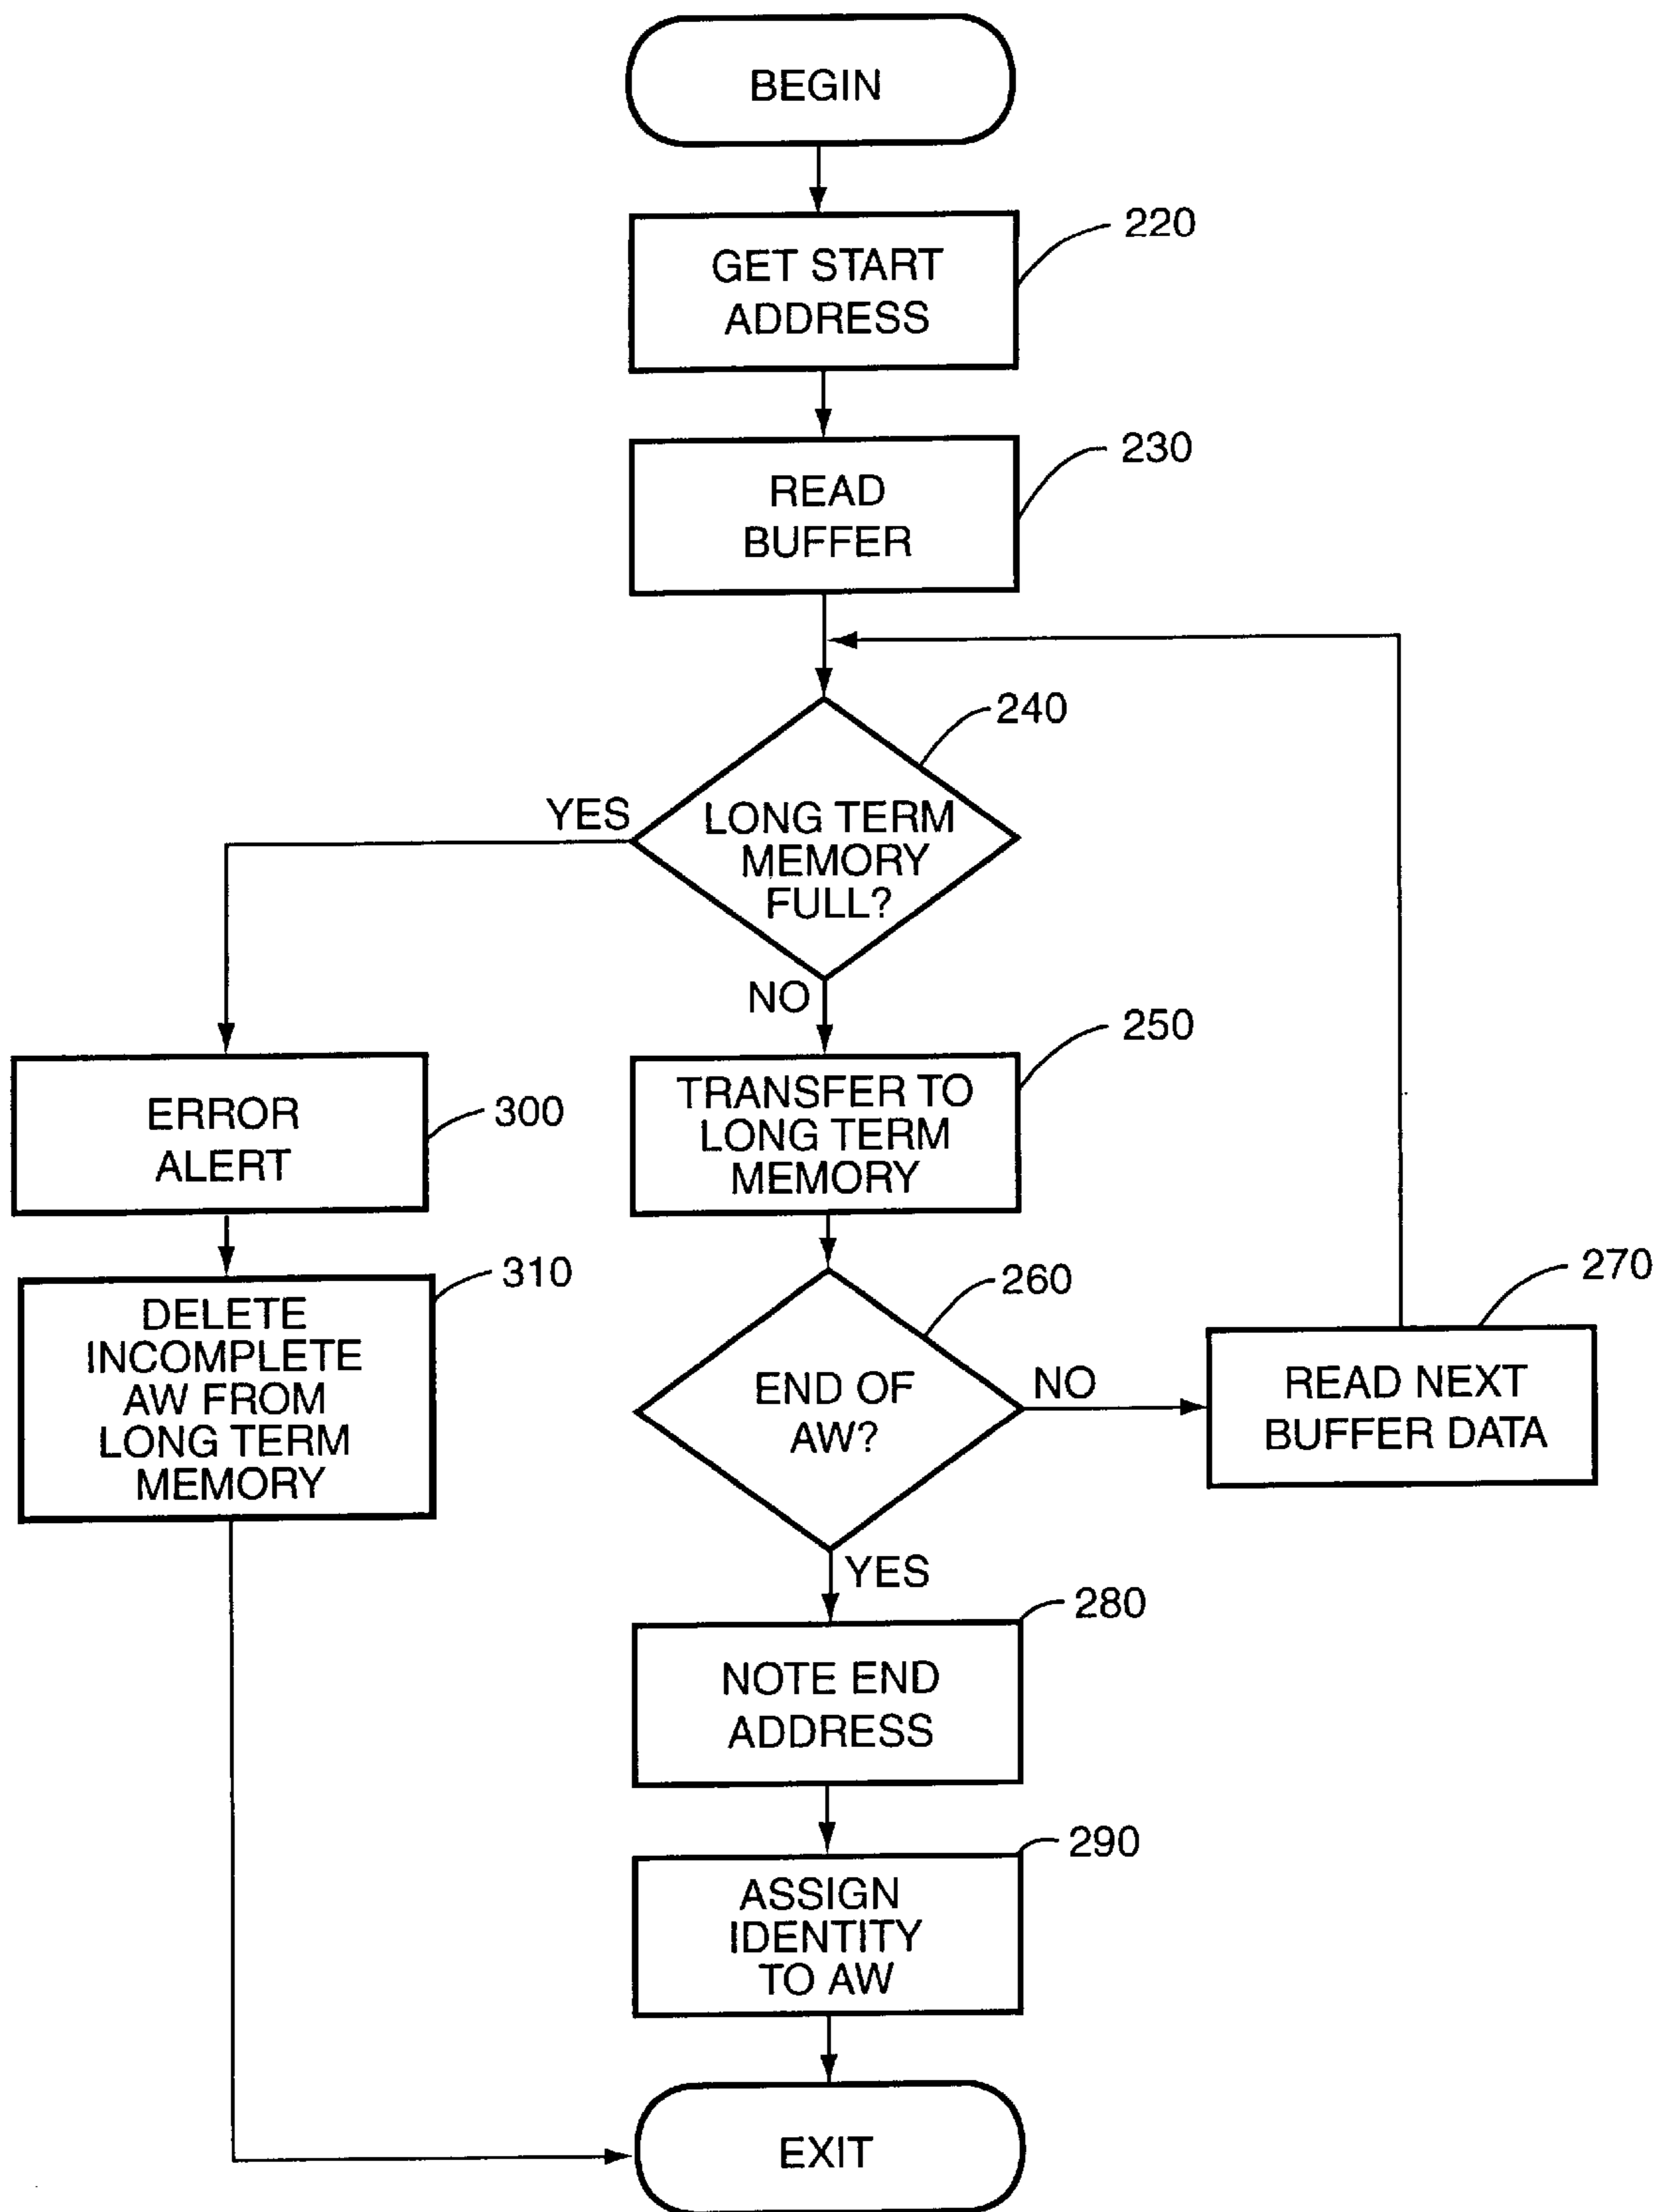 BEGIN
GET START
ADDRESS
220
READ
BUFFER
230
240
YES
LONG TERM
MEMORY
FULL?
NO
250
TRANSFER TO
LONG TERM
MEMORY
ERROR
ALERT
300
310
DELETE
INCOMPLETE
AW FROM
LONG TERM
MEMORY
260
END OF
AW?
NO
270
READ NEXT
BUFFER DATA
YES
280
NOTE END
ADDRESS
290
ASSIGN
IDENTITY
TO AW
EXIT